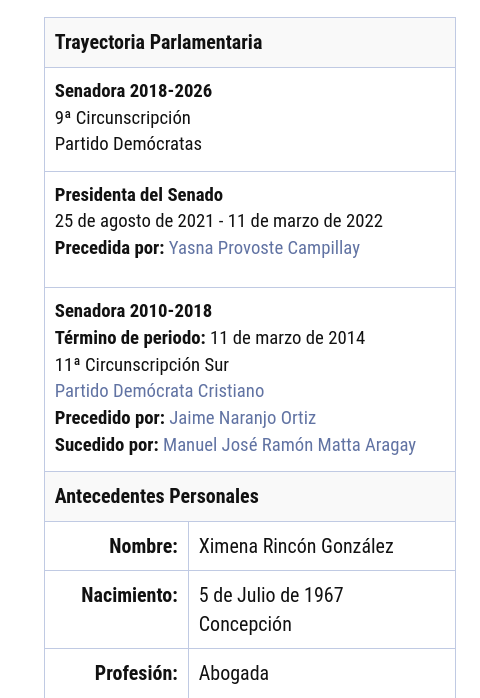 Trayectoria Parlamentaria
Senadora 2018-2026
9ª Circunscripción
Partido Demócratas
Presidenta del Senado
25 de agosto de 2021 - 11 de marzo de 2022
Precedida por: Yasna Provoste Campillay
Senadora 2010-2018
Término de periodo: 11 de marzo de 2014
11ª Circunscripción Sur
Partido Demócrata Cristiano
Precedido por: Jaime Naranjo Ortiz
Sucedido por: Manuel José Ramón Matta Aragay
Antecedentes Personales
Nombre: Ximena Rincón González
Nacimiento: 5 de Julio de 1967
Concepción
Profesión: Abogada